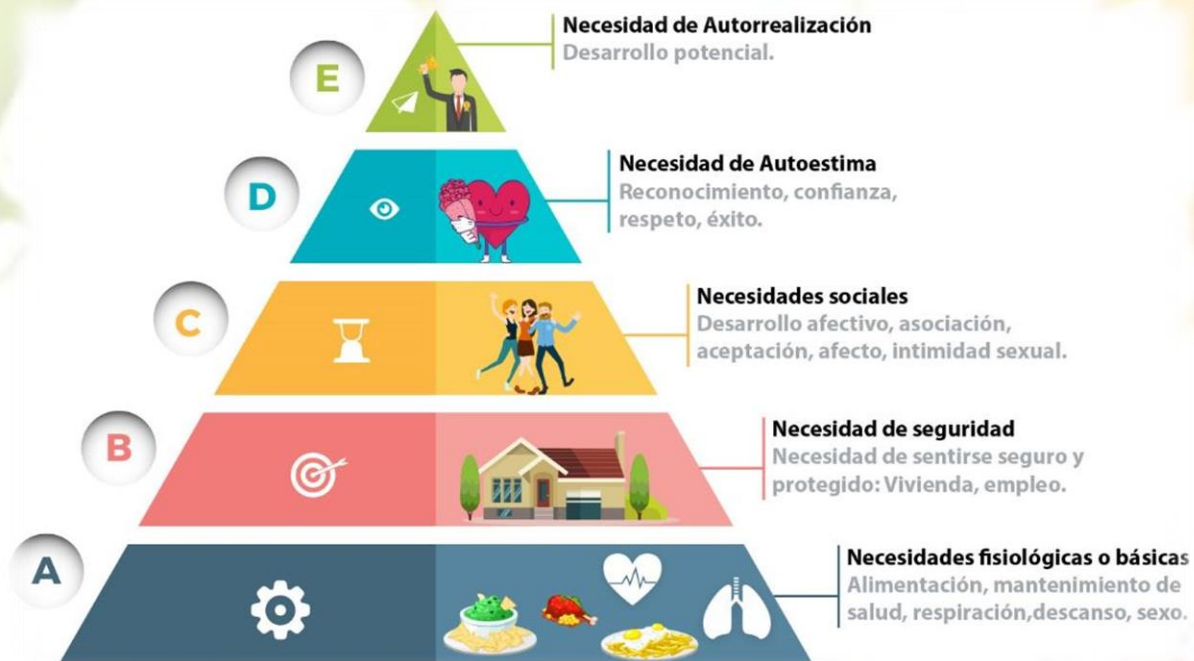 E
Necesidad de Autorrealización
Desarrollo potencial.
D
Necesidad de Autoestima
Reconocimiento, confianza,
respeto, éxito.
C
Necesidades sociales
Desarrollo afectivo, asociación,
aceptación, afecto, intimidad sexual.
B
Necesidad de seguridad
Necesidad de sentirse seguro y
protegido: Vivienda, empleo.
A
Necesidades fisiológicas o básicas
Alimentación, mantenimiento de
salud, respiración,descanso, sexo.